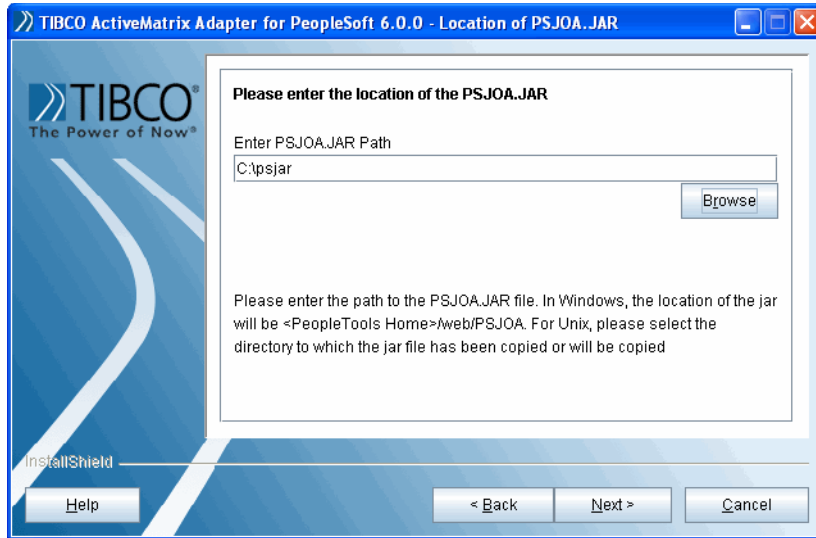 TIBCO ActiveMatrix Adapter for PeopleSoft 6.0.0 - Location of PSJOA.JAR
TIBCO®
The Power of Now®
Please enter the location of the PSJOA.JAR
Enter PSJOA.JAR Path
C:\psjar
Browse
Please enter the path to the PSJOA.JAR file. In Windows, the location of the jar
will be <PeopleTools Home>/web/PSJOA. For Unix, please select the
directory to which the jar file has been copied or will be copied
InstallShield
Help
< Back
Next >
Cancel